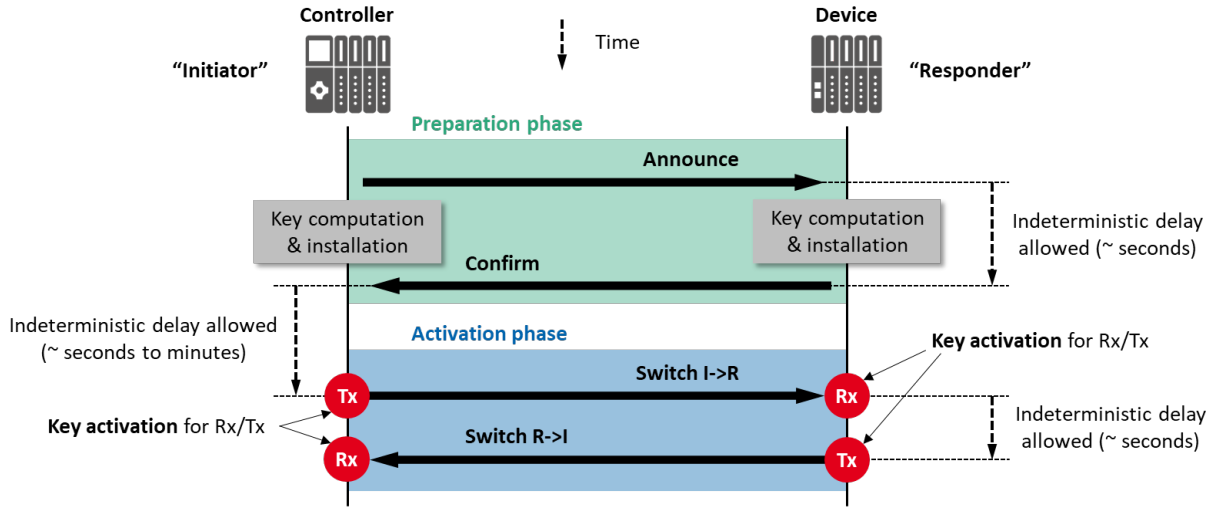 Controller
Device
Time
“Initiator”
“Responder”
Preparation phase
Announce
Key computation
& installation
Key computation
& installation
Indeterministic delay
allowed (~ seconds)
Confirm
Indeterministic delay allowed
(~ seconds to minutes)
Activation phase
Key activation for Rx/Tx
Switch I->R
Tx
Rx
Key activation for Rx/Tx
Indeterministic delay
allowed (~ seconds)
Switch R->I
Rx
Tx